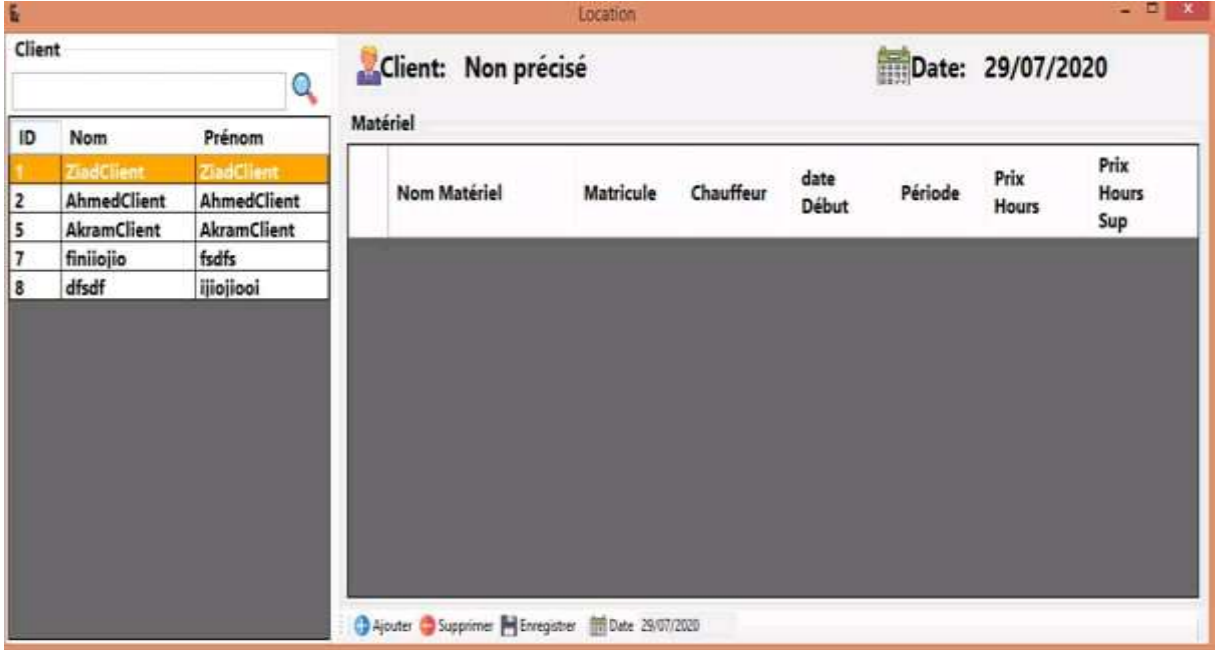 Location
Client
Client: Non précisé
Date: 29/07/2020
ID Nom Prénom
1 ZiadClient ZiadClient
2 AhmedClient AhmedClient
5 AkramClient AkramClient
7 finiiojio fsdfs
8 dfsdf ijiojiooi
Matériel
Nom Matériel Matricule Chauffeur date Début Période Prix Hours Prix Hours Sup
Ajouter Supprimer Enregistrer Date 29/07/2020